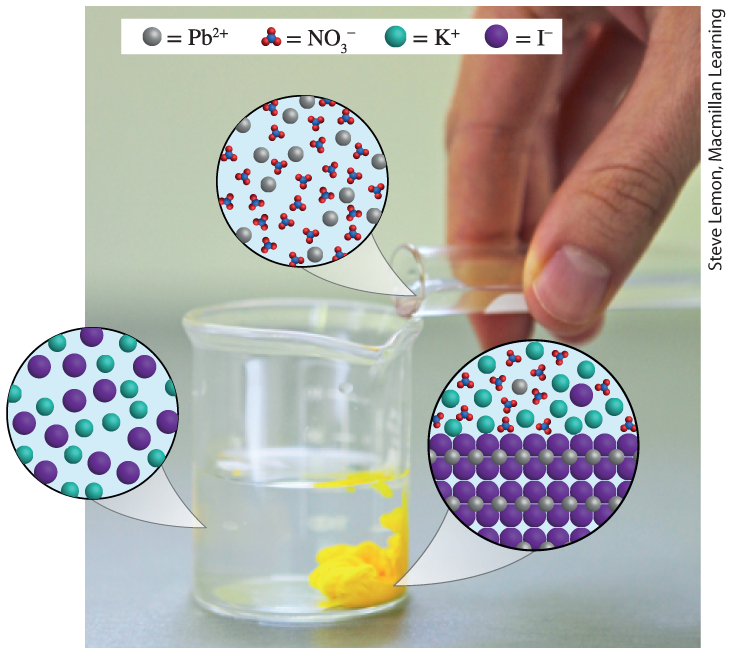 = Pb²⁺ = NO₃⁻ = K⁺ = I⁻
Steve Lemon, Macmillan Learning